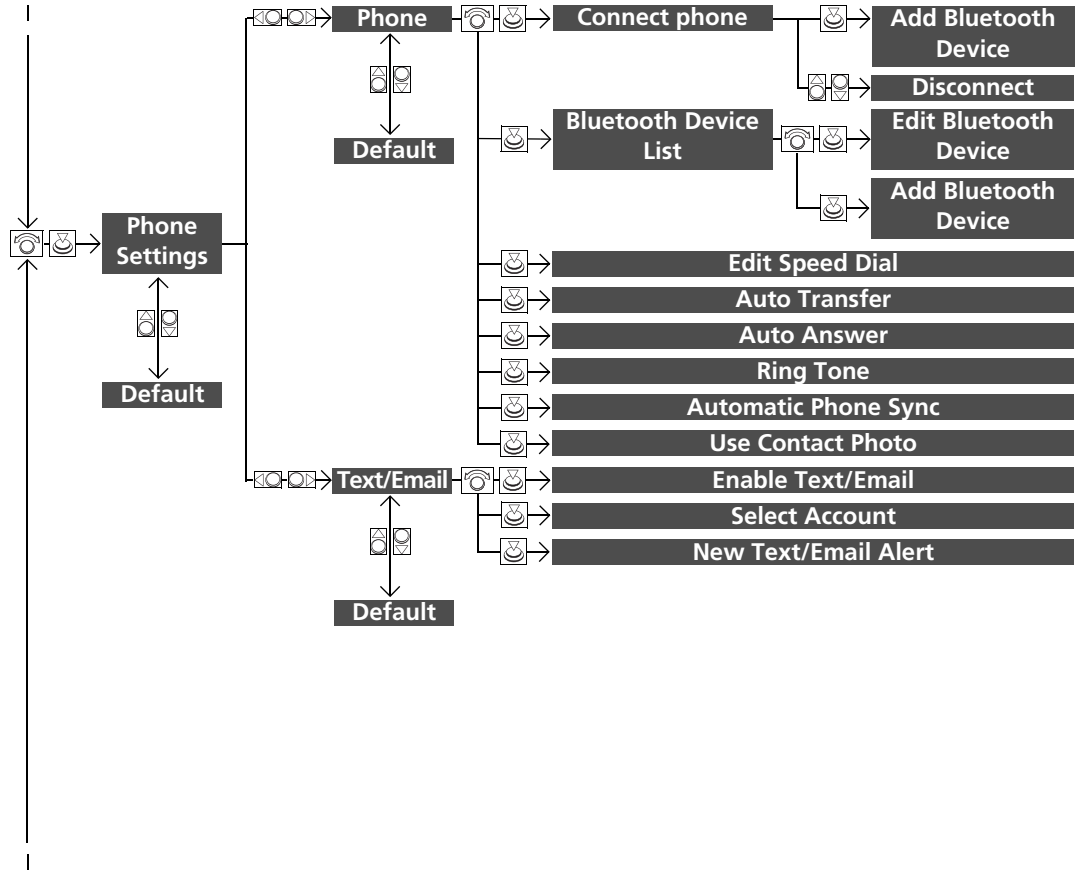 Phone
Connect phone
Add Bluetooth
Device
Disconnect
Default
Bluetooth Device
List
Edit Bluetooth
Device
Add Bluetooth
Device
Phone
Settings
Default
Edit Speed Dial
Auto Transfer
Auto Answer
Ring Tone
Automatic Phone Sync
Use Contact Photo
Text/Email
Enable Text/Email
Select Account
New Text/Email Alert
Default